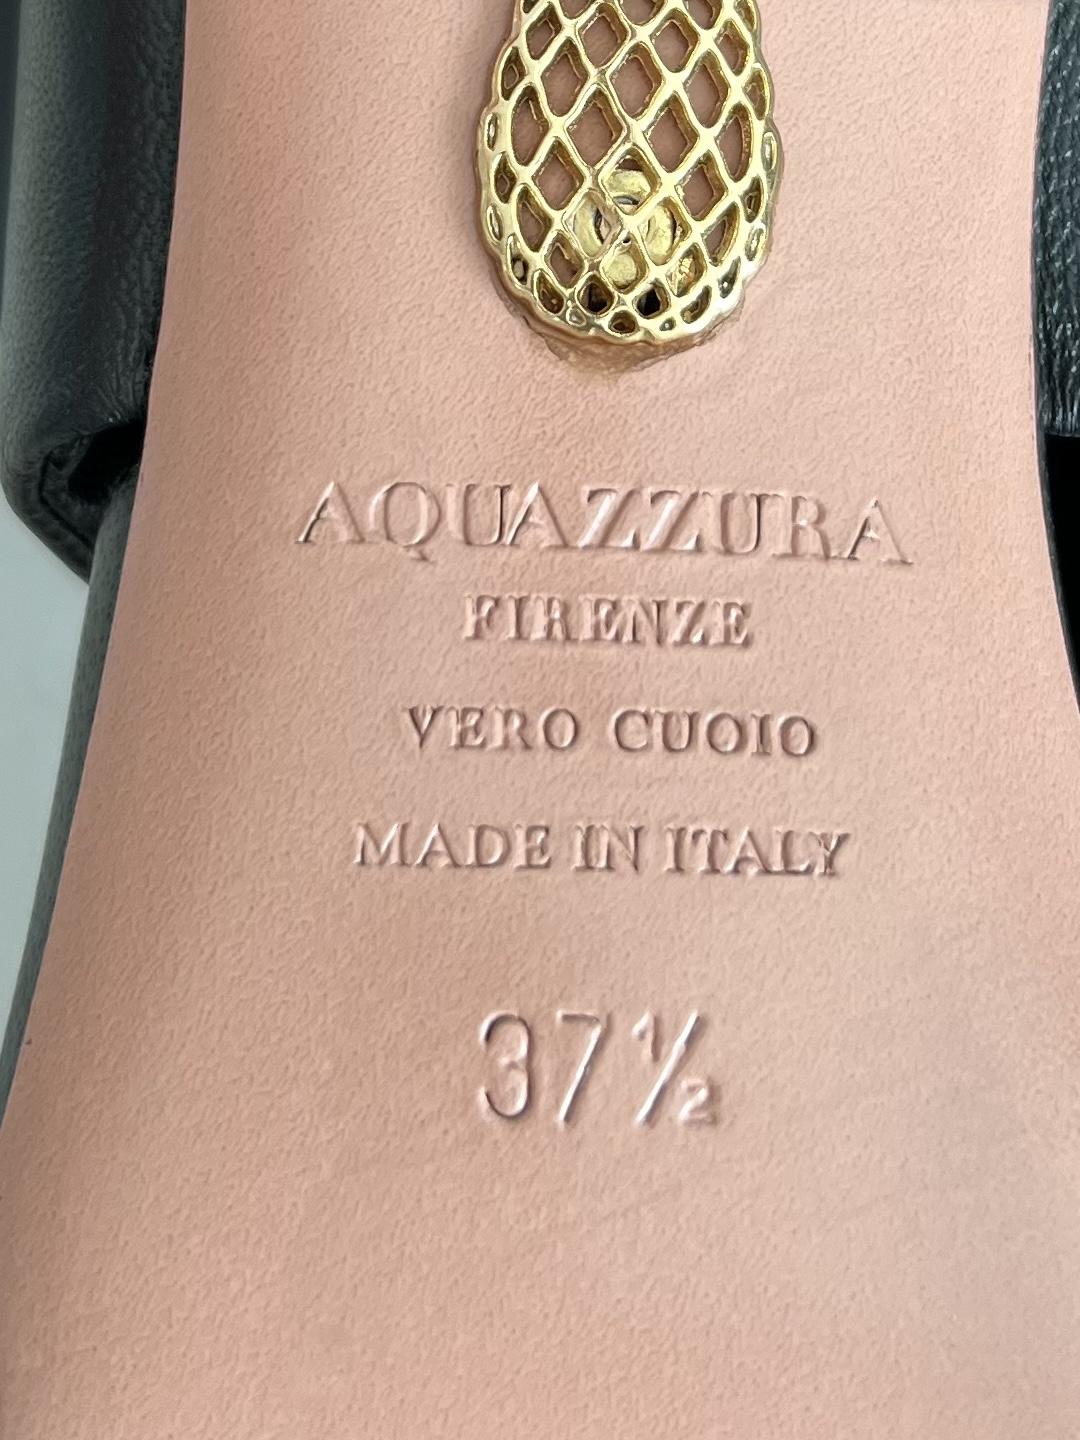 AQUAZZURA
FIRENZE
VERO CUOIO
MADE IN ITALY
37½